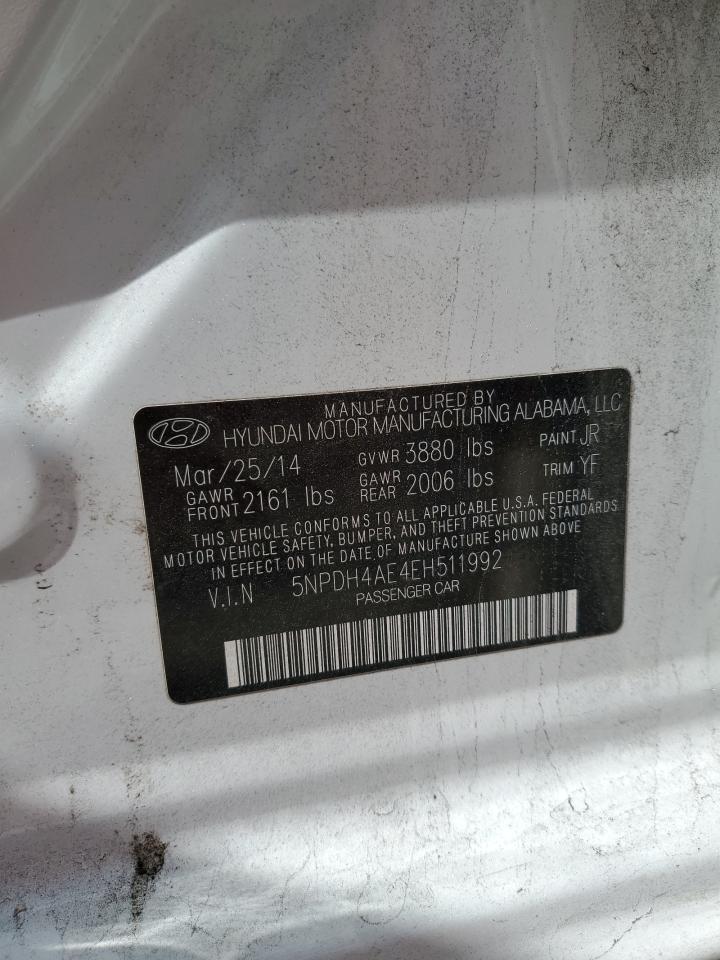 MANUFACTURED BY
HYUNDAI MOTOR MANUFACTURING ALABAMA, LLC
Mar/25/14 GVWR 3880 lbs PAINT JR
GAWR FRONT 2161 lbs GAWR REAR 2006 lbs TRIM YF
THIS VEHICLE CONFORMS TO ALL APPLICABLE U.S.A. FEDERAL
MOTOR VEHICLE SAFETY, BUMPER, AND THEFT PREVENTION STANDARDS
IN EFFECT ON THE DATE OF MANUFACTURE SHOWN ABOVE
V.I.N 5NPDH4AE4EH511992
PASSENGER CAR